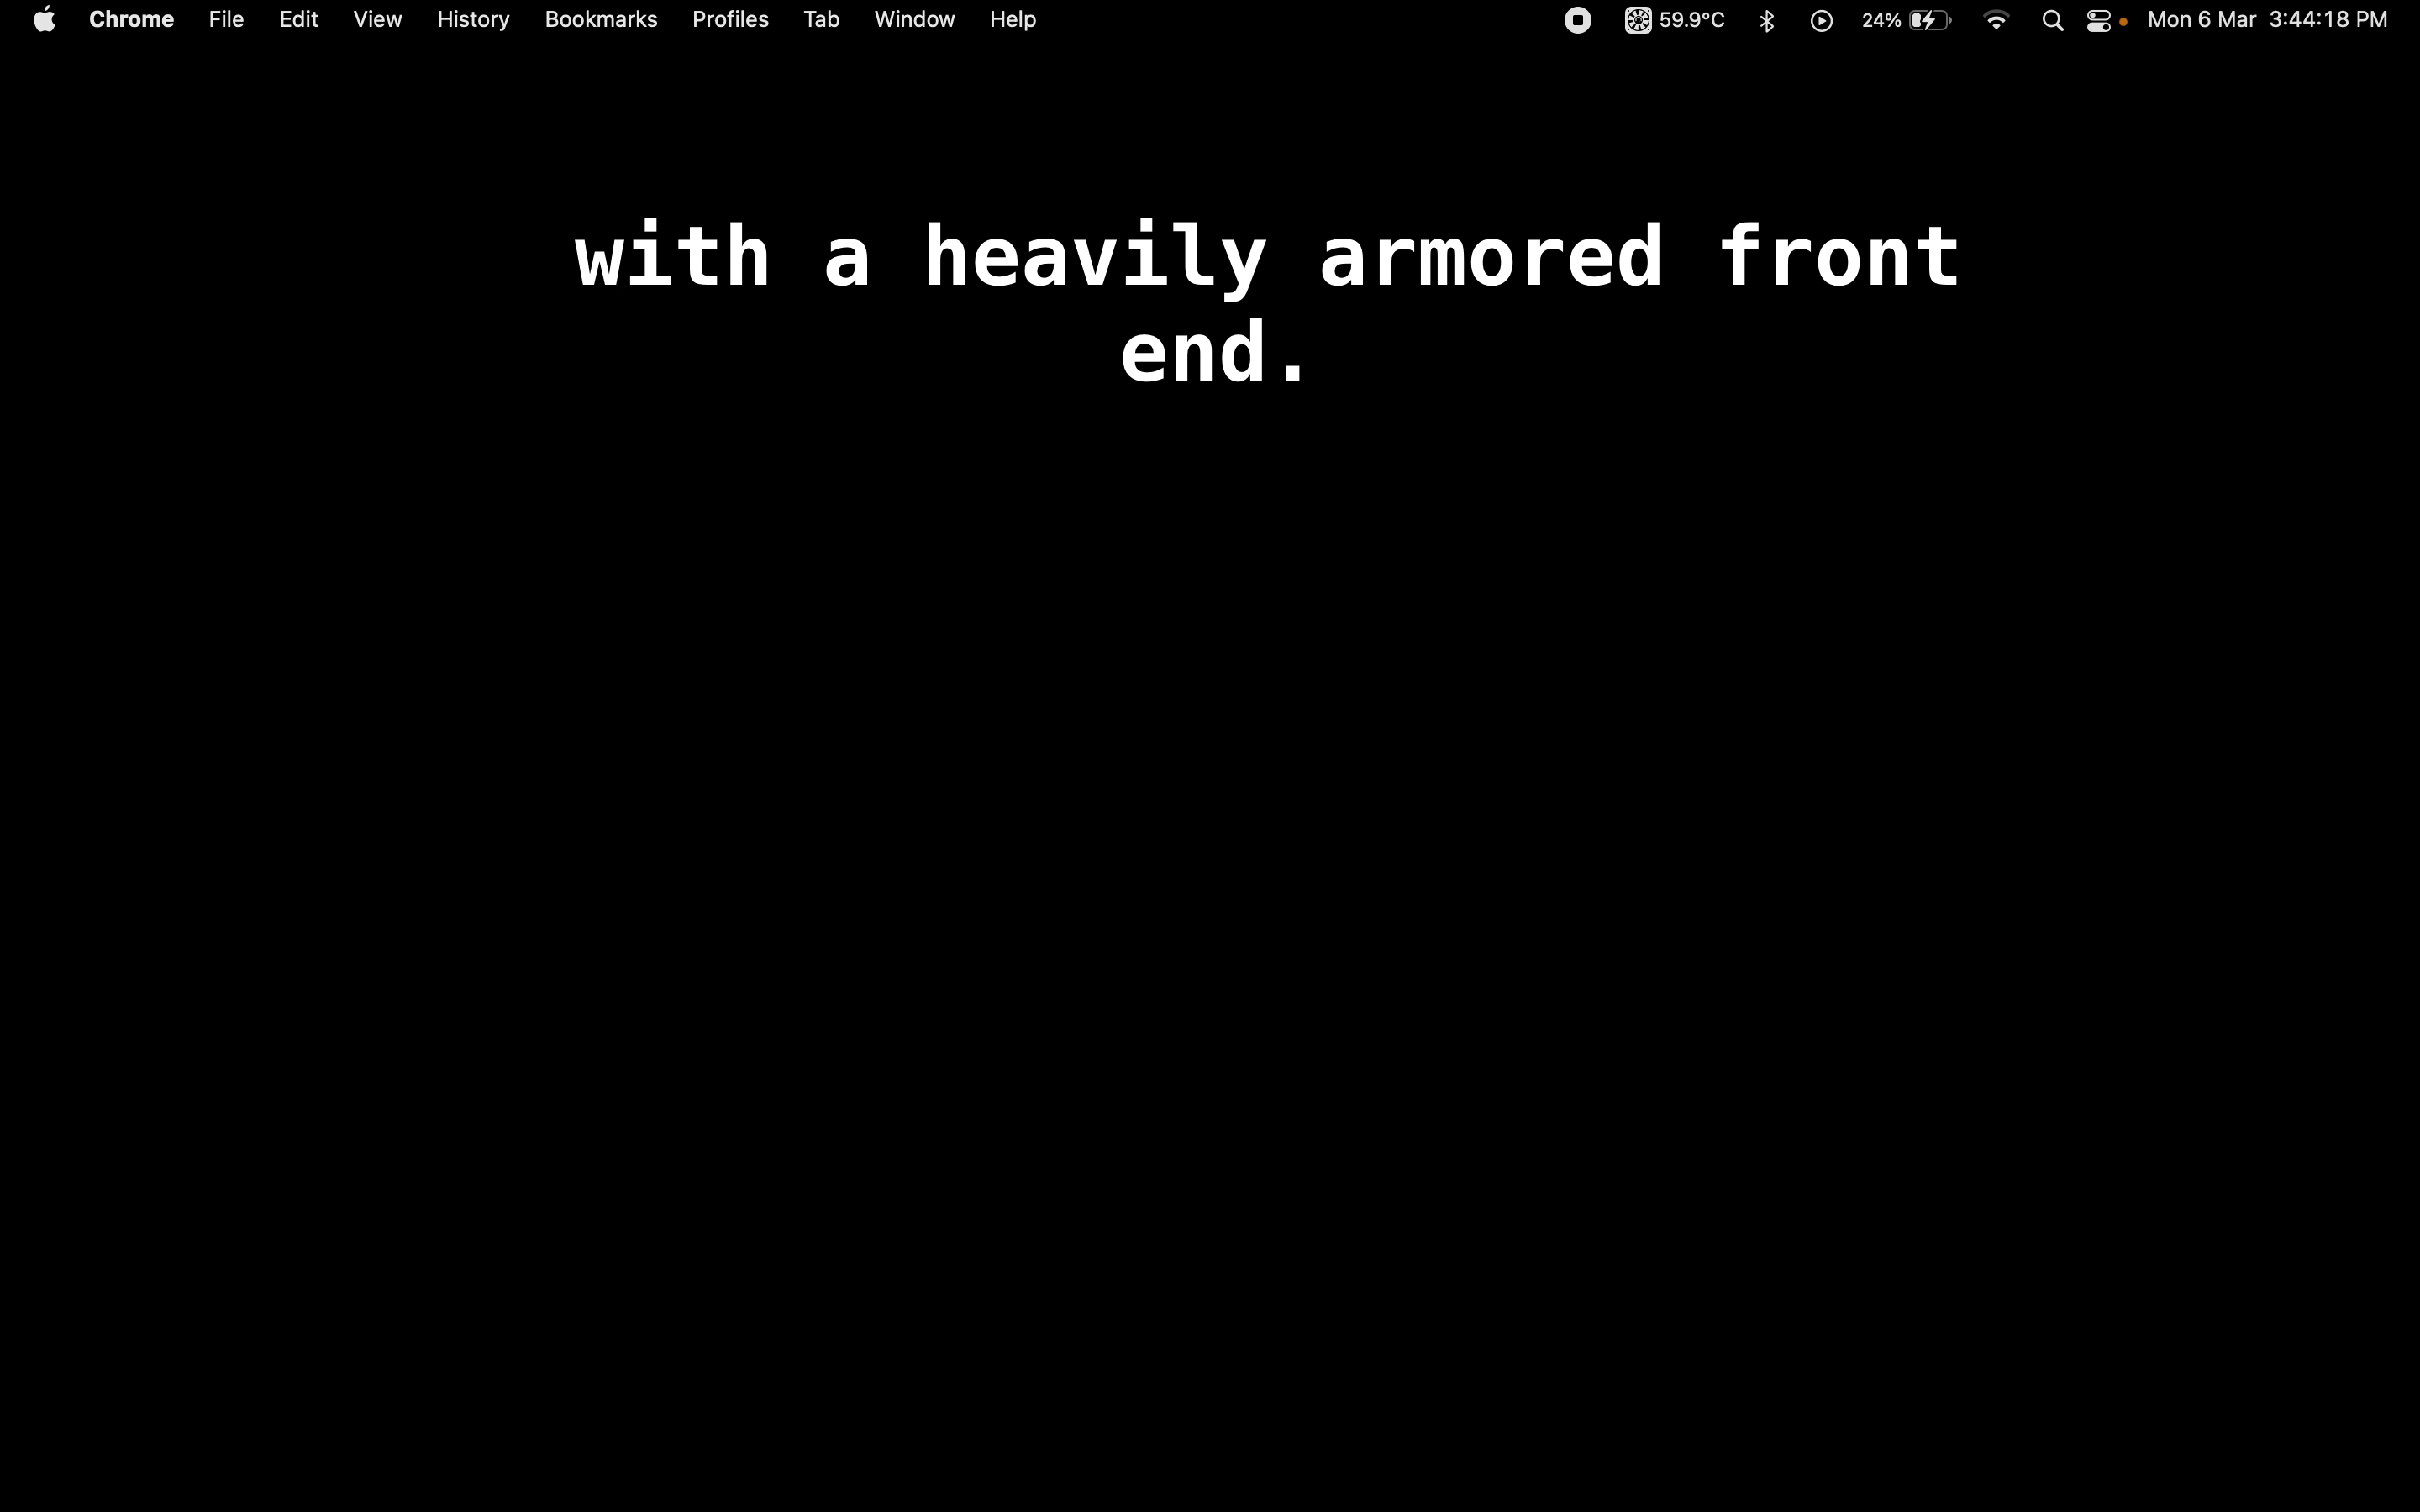 Chrome File Edit View History Bookmarks Profiles Tab Window Help 59.9°C 24% Mon 6 Mar 3:44:18 PM
with a heavily armored front
end.